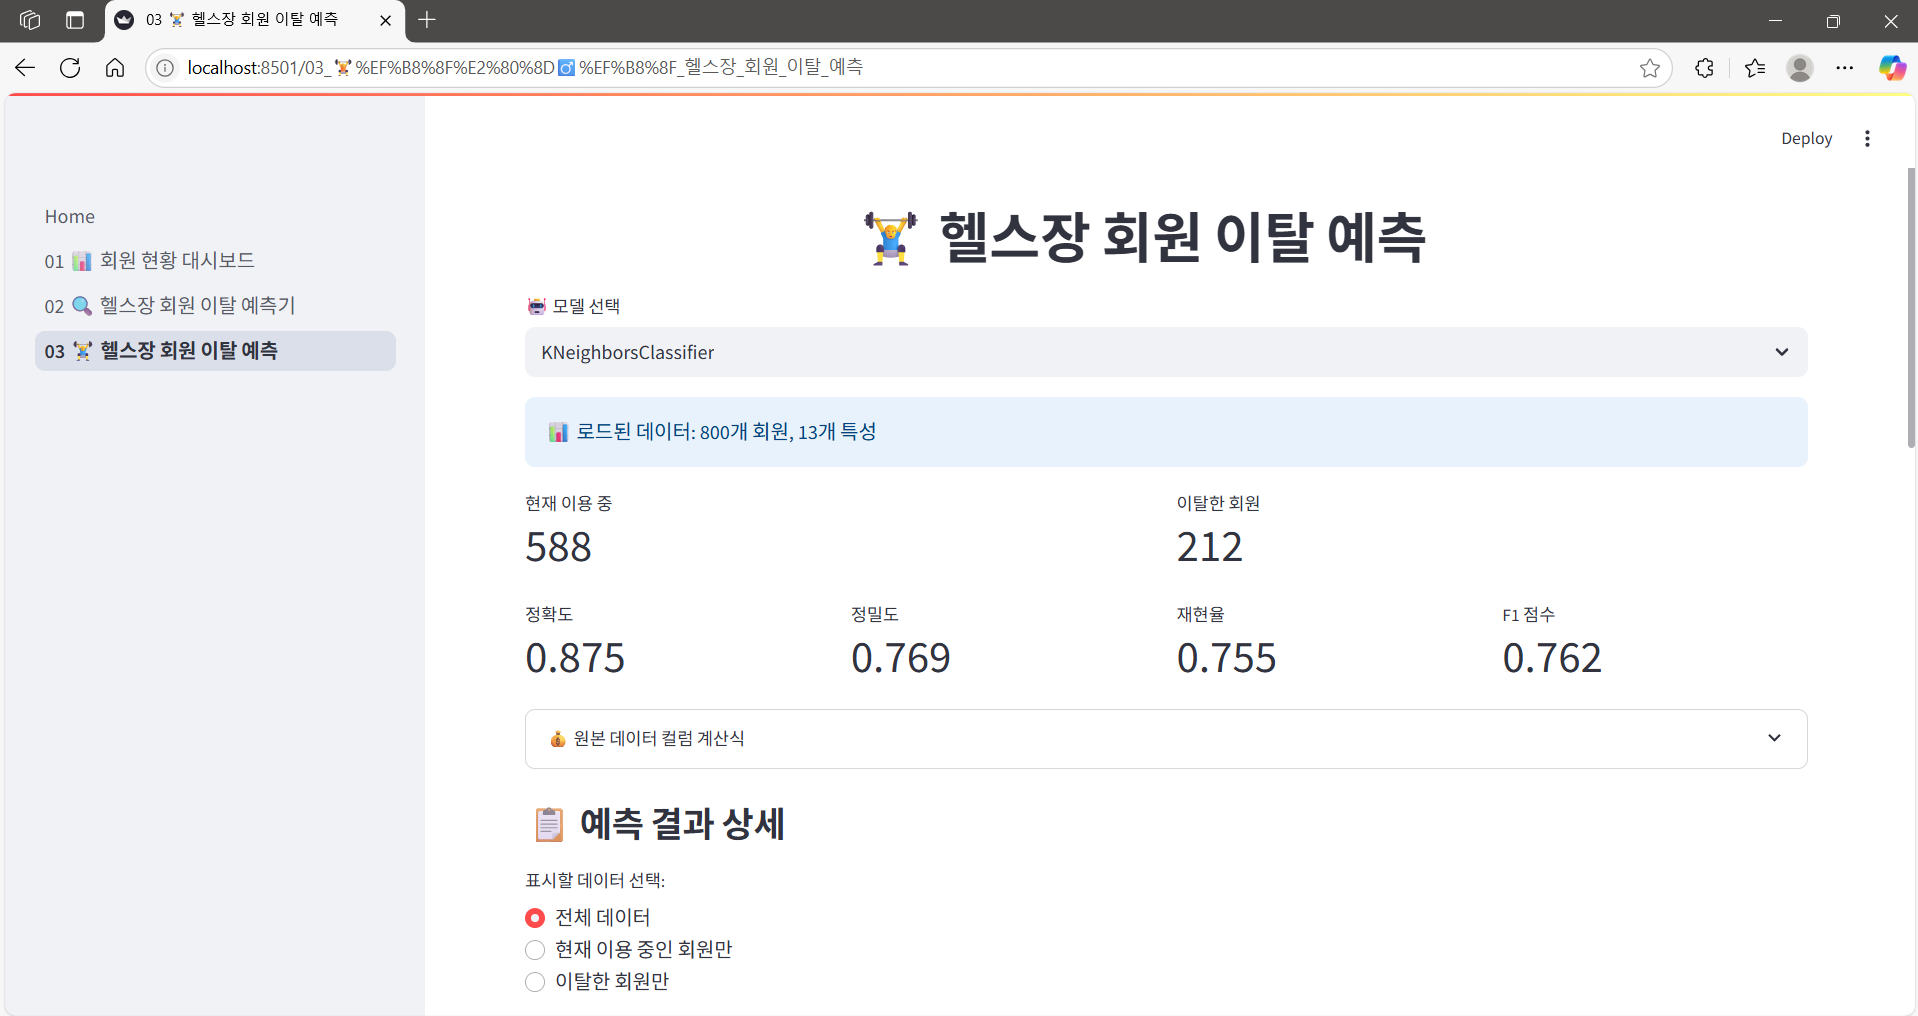 03 🏋️ 헬스장 회원 이탈 예측
localhost:8501/03_🏋%EF%B8%8F%E2%80%8D♂%EF%B8%8F_헬스장_회원_이탈_예측
Deploy
Home
01 📊 회원 현황 대시보드
02 🔍 헬스장 회원 이탈 예측기
03 🏋️ 헬스장 회원 이탈 예측
🏋️ 헬스장 회원 이탈 예측
🤖 모델 선택
KNeighborsClassifier
📊 로드된 데이터: 800개 회원, 13개 특성
현재 이용 중
588
이탈한 회원
212
정확도
0.875
정밀도
0.769
재현율
0.755
F1 점수
0.762
💰 원본 데이터 컬럼 계산식
📋 예측 결과 상세
표시할 데이터 선택:
전체 데이터
현재 이용 중인 회원만
이탈한 회원만